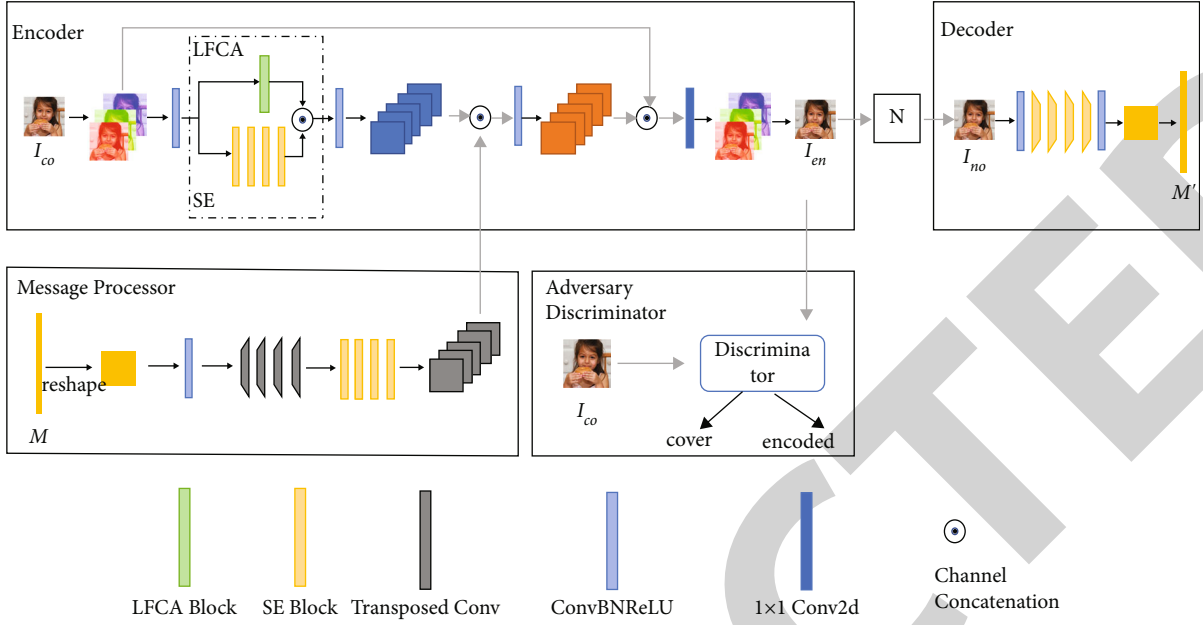 Encoder
LFCA
SE
I_co
I_en
N
Decoder
I_no
M′
Message Processor
reshape
M
Adversary
Discriminator
I_co
Discrimina
tor
cover
encoded
LFCA Block
SE Block
Transposed Conv
ConvBNReLU
1×1 Conv2d
Channel
Concatenation
CTE